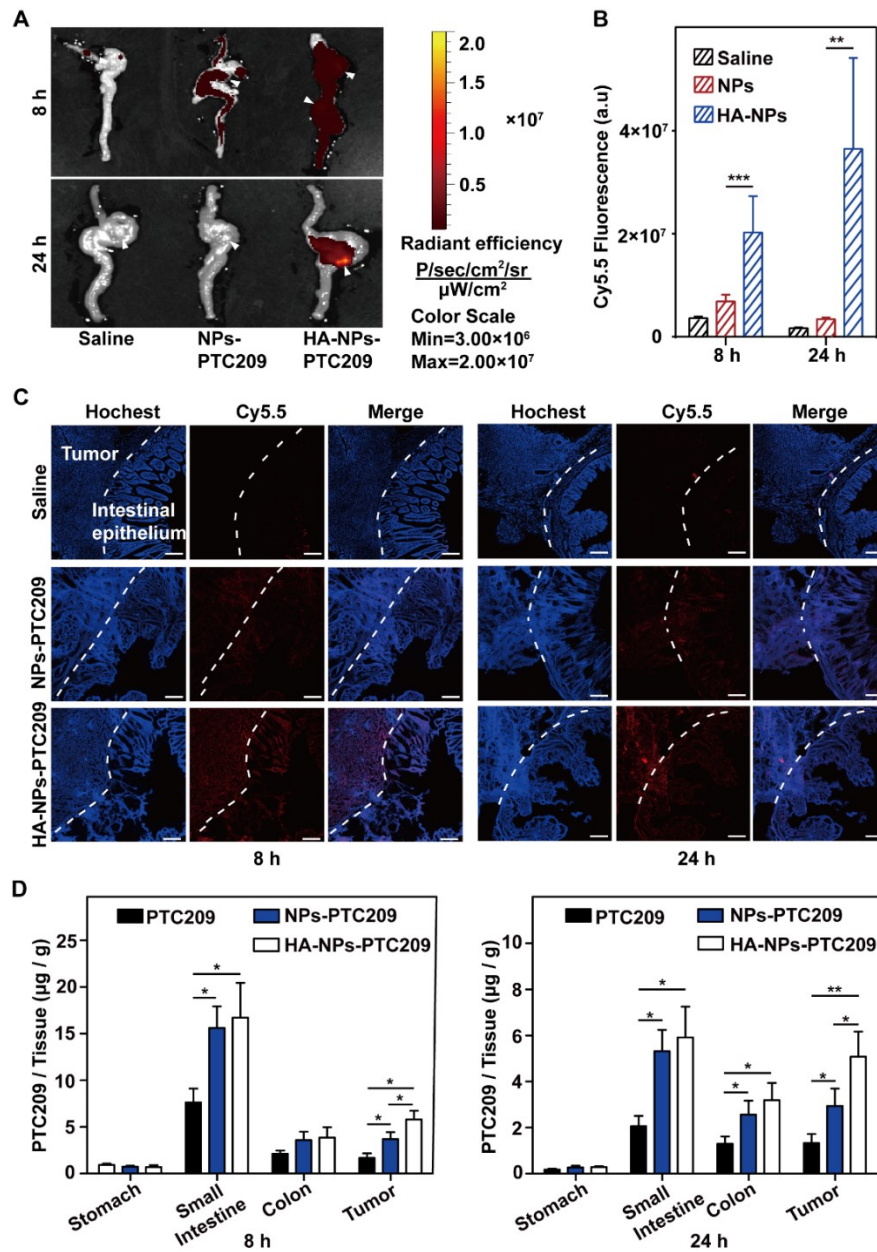 A
8 h
24 h
Saline
NPs-
PTC209
HA-NPs-
PTC209
2.0
1.5
1.0
0.5
×10⁷
Radiant efficiency
P/sec/cm²/sr
µW/cm²
Color Scale
Min=3.00×10⁶
Max=2.00×10⁷
B
Cy5.5 Fluorescence (a.u)
4×10⁷
2×10⁷
0
Saline
NPs
HA-NPs
***
**
8 h
24 h
C
Hochest
Cy5.5
Merge
Hochest
Cy5.5
Merge
Saline
NPs-PTC209
HA-NPs-PTC209
Tumor
Intestinal
epithelium
8 h
24 h
D
PTC209 / Tissue (µg / g)
25
20
15
10
5
0
PTC209
NPs-PTC209
HA-NPs-PTC209
*
*
*
*
*
Stomach
Small
Intestine
Colon
Tumor
8 h
PTC209 / Tissue (µg / g)
10
8
6
4
2
0
PTC209
NPs-PTC209
HA-NPs-PTC209
*
*
*
*
**
*
*
Stomach
Small
Intestine
Colon
Tumor
24 h